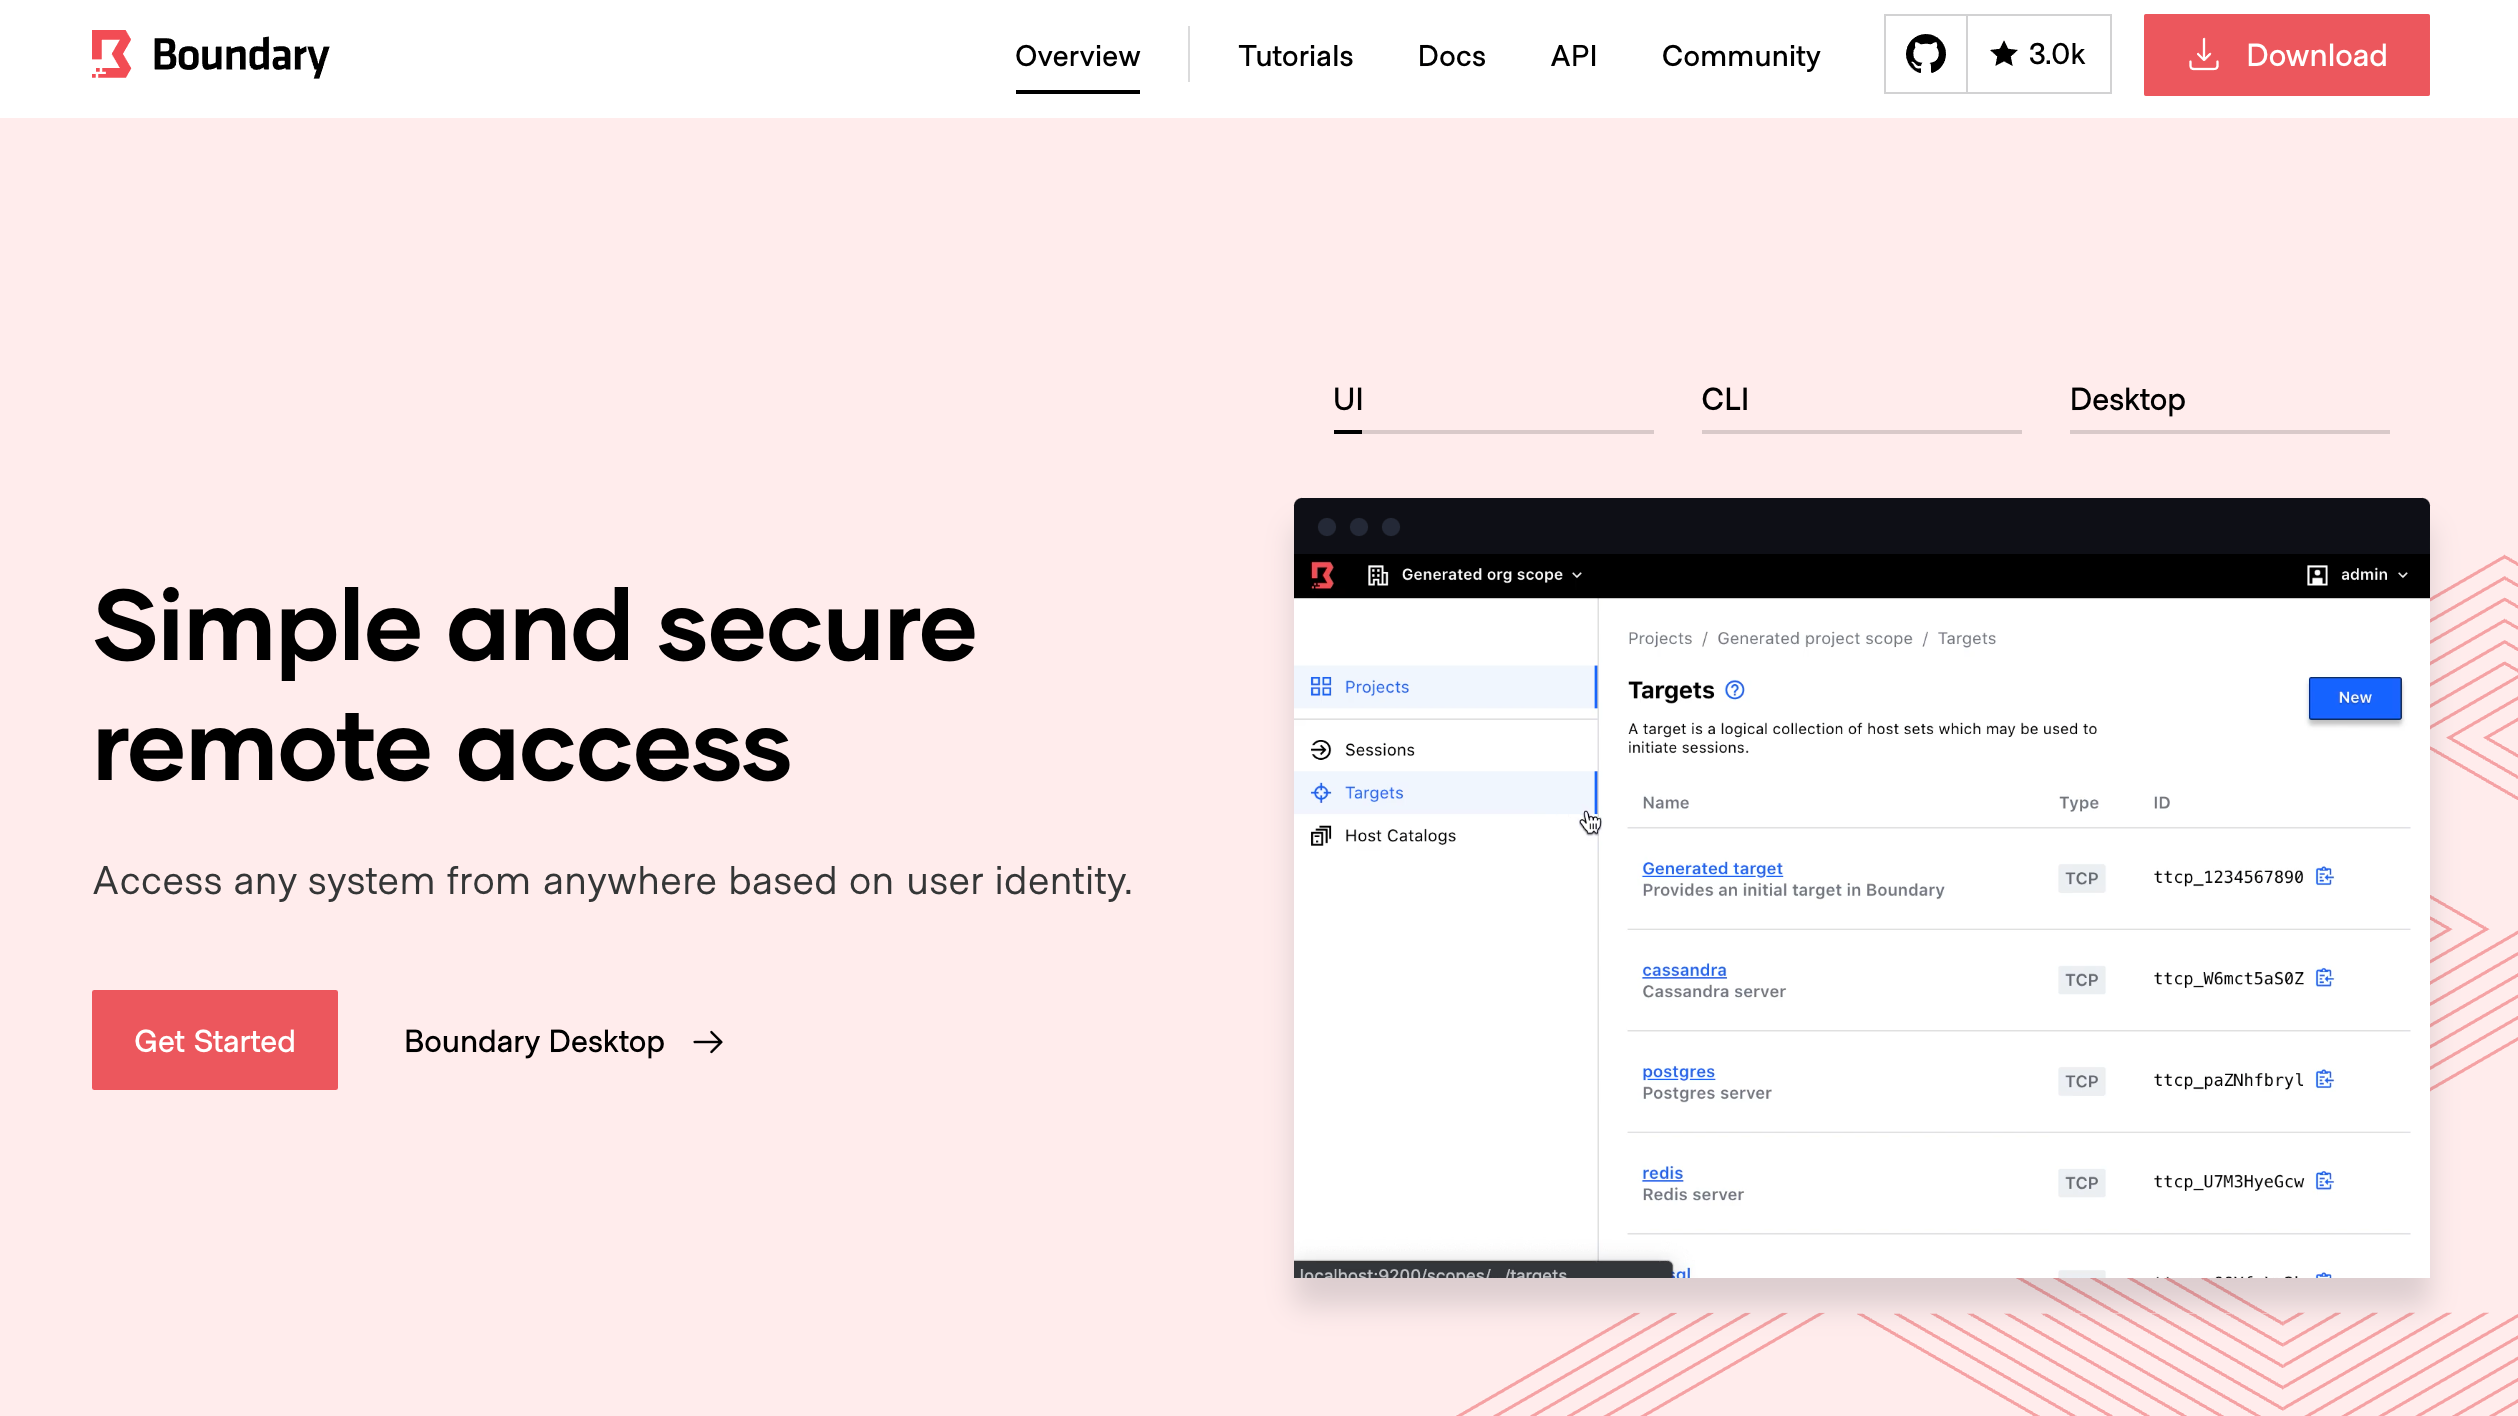 Boundary
Overview
Tutorials
Docs
API
Community
3.0k
Download
UI
CLI
Desktop
Simple and secure
remote access
Access any system from anywhere based on user identity.
Get Started
Boundary Desktop
Generated org scope
admin
Projects / Generated project scope / Targets
Projects
Sessions
Targets
Host Catalogs
Targets
New
A target is a logical collection of host sets which may be used to
initiate sessions.
Name Type ID
Generated target
Provides an initial target in Boundary
TCP
ttcp_1234567890
cassandra
Cassandra server
TCP
ttcp_W6mct5aS0Z
postgres
Postgres server
TCP
ttcp_paZNhfbryl
redis
Redis server
TCP
ttcp_U7M3HyeGcw
localhost:9200/scopes/.../targets